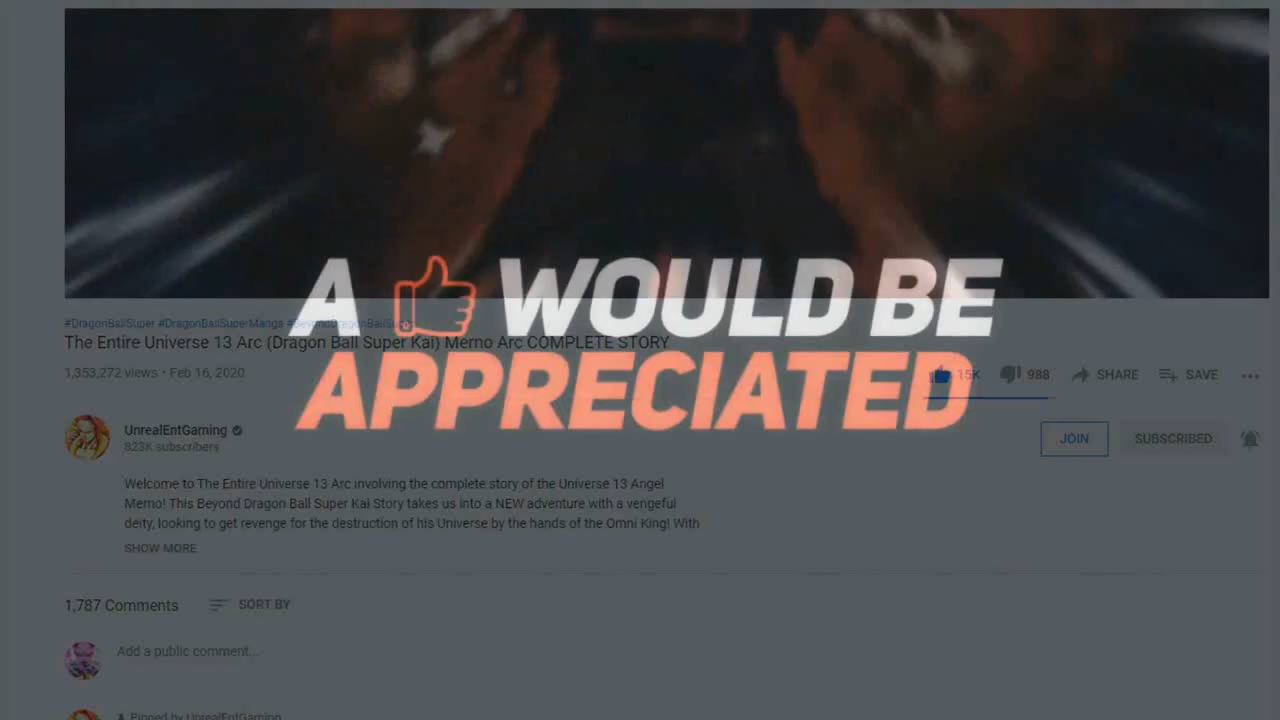 A WOULD BE
APPRECIATED
#DragonBallSuper #DragonBallSuperManga #BeyondDragonBallSuper
The Entire Universe 13 Arc (Dragon Ball Super Kai) Merno Arc COMPLETE STORY
1,353,272 views • Feb 16, 2020
15K 988 SHARE SAVE
UnrealEntGaming
823K subscribers
JOIN SUBSCRIBED
Welcome to The Entire Universe 13 Arc involving the complete story of the Universe 13 Angel
Merno! This Beyond Dragon Ball Super Kai Story takes us into a NEW adventure with a vengeful
deity, looking to get revenge for the destruction of his Universe by the hands of the Omni King! With
SHOW MORE
1,787 Comments SORT BY
Add a public comment...
Pinned by UnrealEntGaming